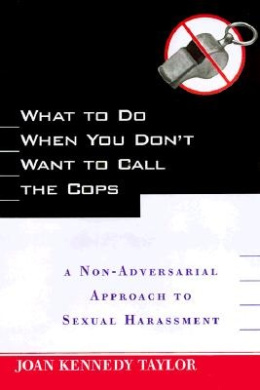 WHAT TO DO
WHEN YOU DON'T
WANT TO CALL
THE COPS
A NON-ADVERSARIAL
APPROACH TO
SEXUAL HARASSMENT
JOAN KENNEDY TAYLOR